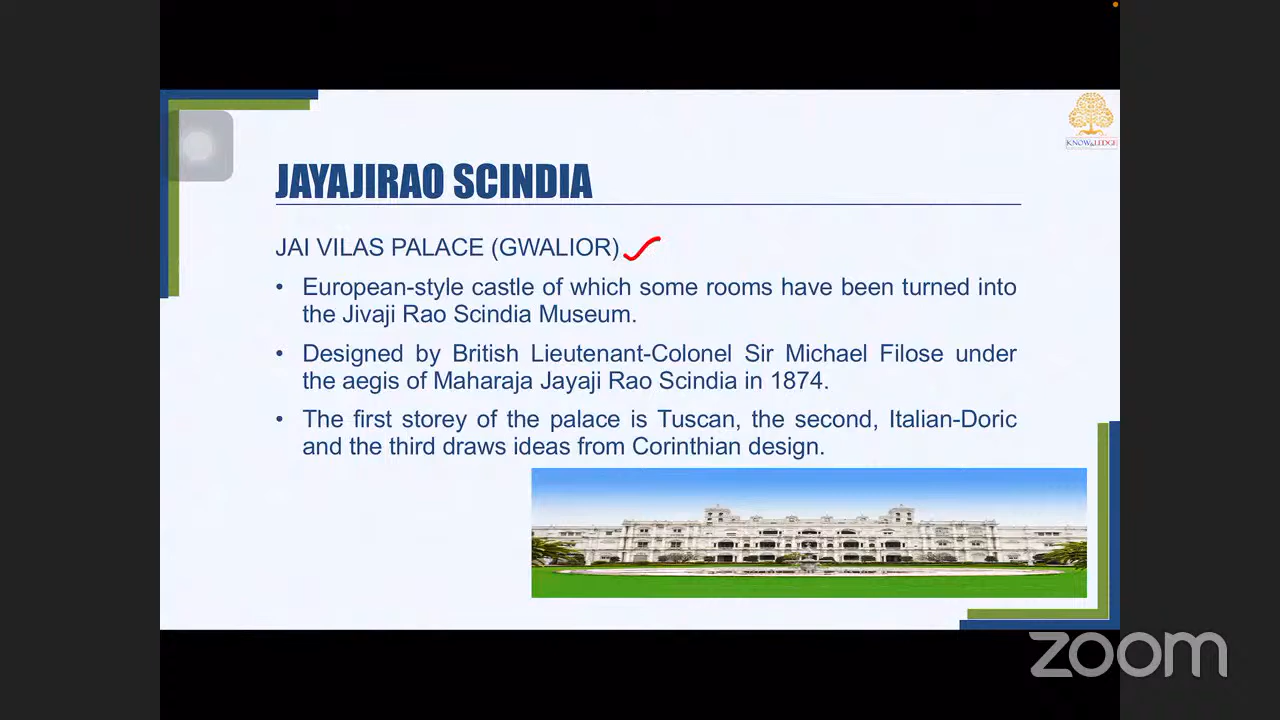 KNOWLEDGE
JAYAJIRAO SCINDIA
JAI VILAS PALACE (GWALIOR)
• European-style castle of which some rooms have been turned into
the Jivaji Rao Scindia Museum.
• Designed by British Lieutenant-Colonel Sir Michael Filose under
the aegis of Maharaja Jayaji Rao Scindia in 1874.
• The first storey of the palace is Tuscan, the second, Italian-Doric
and the third draws ideas from Corinthian design.
zoom